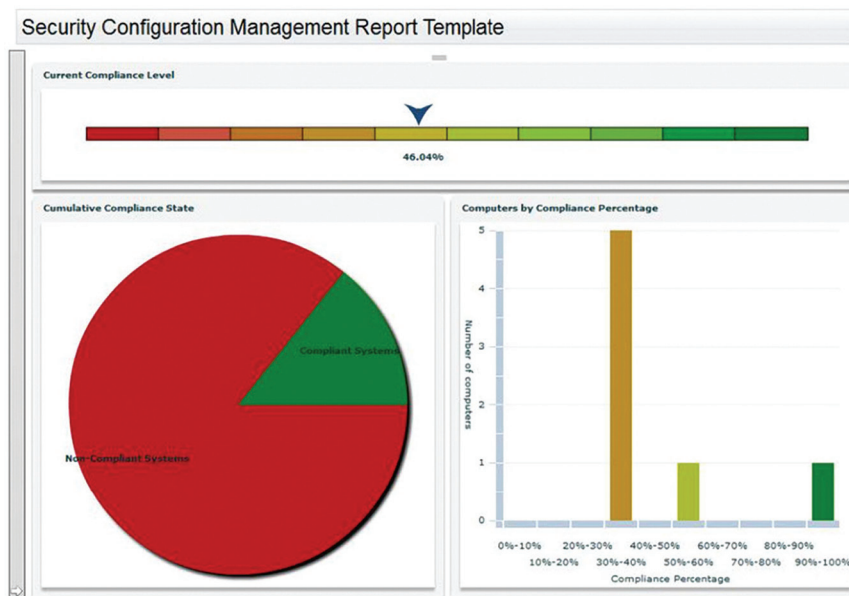 Security Configuration Management Report Template
Current Compliance Level
46.04%
Cumulative Compliance State
Compliant Systems
Non-Compliant Systems
Computers by Compliance Percentage
Number of computers
5
4
3
2
1
0
0%-10% 20%-30% 40%-50% 60%-70% 80%-90%
10%-20% 30%-40% 50%-60% 70%-80% 90%-100%
Compliance Percentage